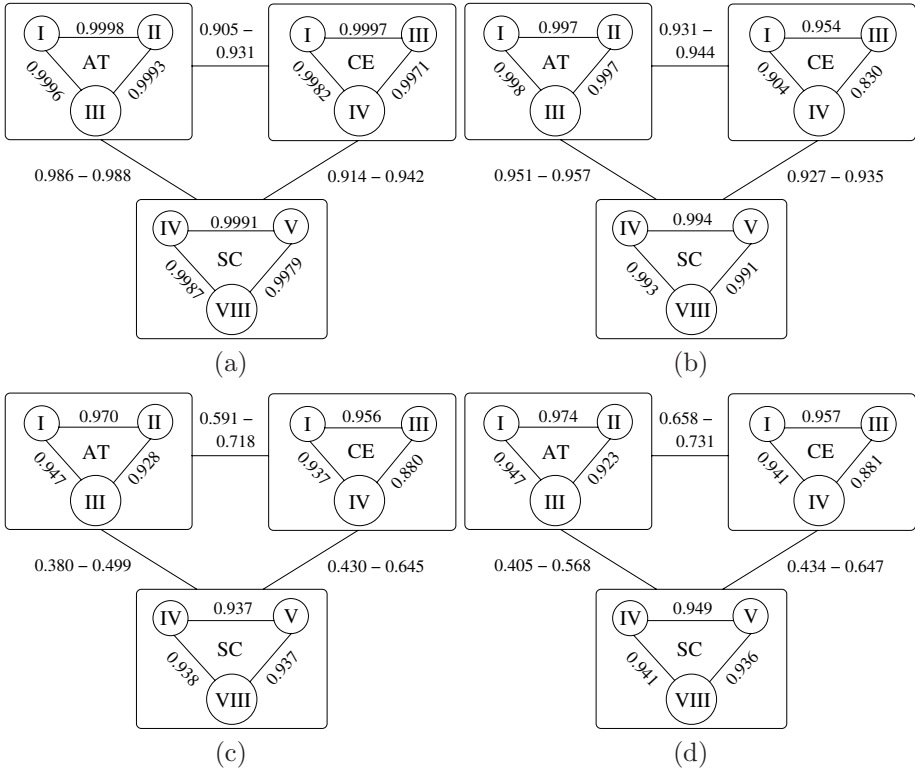 I 0.9998 II
AT
0.9996 0.9993
III
0.905 –
0.931
I 0.9997 III
CE
0.9982 0.9971
IV
0.986 – 0.988
0.914 – 0.942
IV 0.9991 V
SC
0.9987 0.9979
VIII
(a)
I 0.997 II
AT
0.998 0.997
III
0.931 –
0.944
I 0.954 III
CE
0.904 0.830
IV
0.951 – 0.957
0.927 – 0.935
IV 0.994 V
SC
0.993 0.991
VIII
(b)
I 0.970 II
AT
0.947 0.928
III
0.591 –
0.718
I 0.956 III
CE
0.937 0.880
IV
0.380 – 0.499
0.430 – 0.645
IV 0.937 V
SC
0.938 0.937
VIII
(c)
I 0.974 II
AT
0.947 0.923
III
0.658 –
0.731
I 0.957 III
CE
0.941 0.881
IV
0.405 – 0.568
0.434 – 0.647
IV 0.949 V
SC
0.941 0.936
VIII
(d)